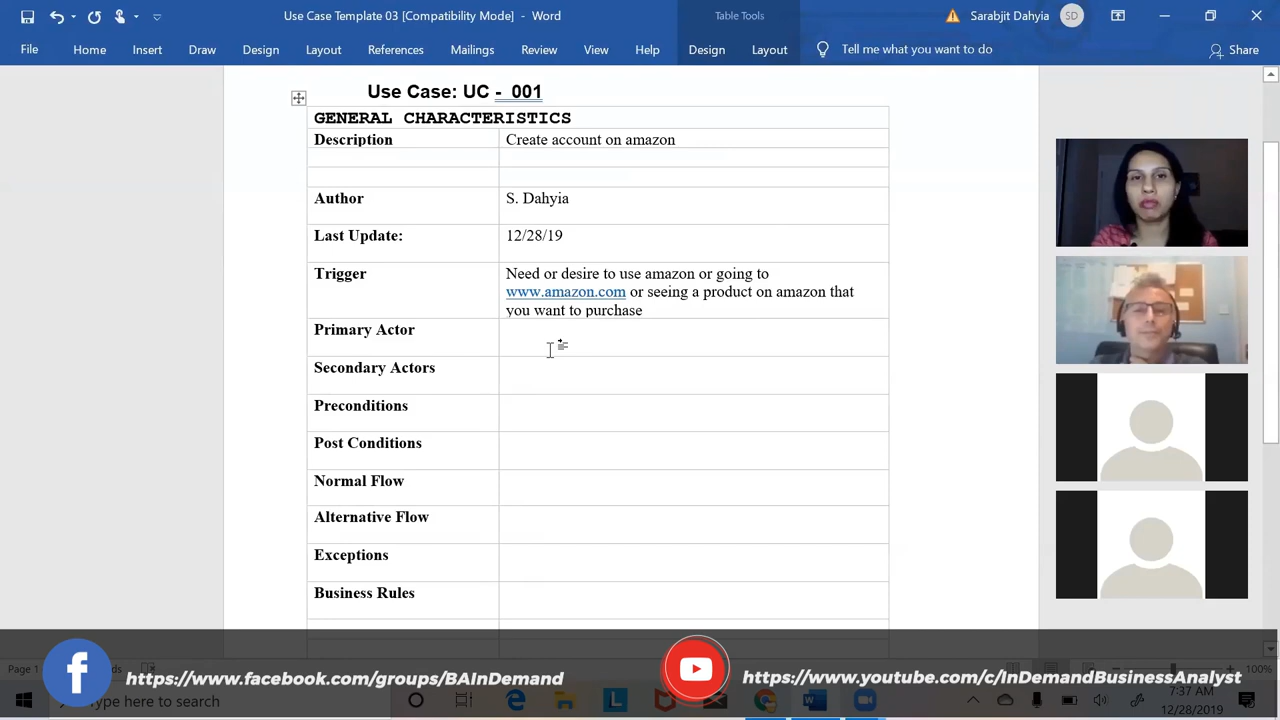 Use Case Template 03 [Compatibility Mode] - Word
Table Tools
Sarabjit Dahyia
SD
File
Home
Insert
Draw
Design
Layout
References
Mailings
Review
View
Help
Design
Layout
Tell me what you want to do
Share
Use Case: UC - 001
GENERAL CHARACTERISTICS
Description
Create account on amazon
Author
S. Dahyia
Last Update:
12/28/19
Trigger
Need or desire to use amazon or going to
www.amazon.com or seeing a product on amazon that
you want to purchase
Primary Actor
Secondary Actors
Preconditions
Post Conditions
Normal Flow
Alternative Flow
Exceptions
Business Rules
Page 1
100%
https://www.facebook.com/groups/BAInDemand
https://www.youtube.com/c/InDemandBusinessAnalyst
Type here to search
7:37 AM
12/28/2019